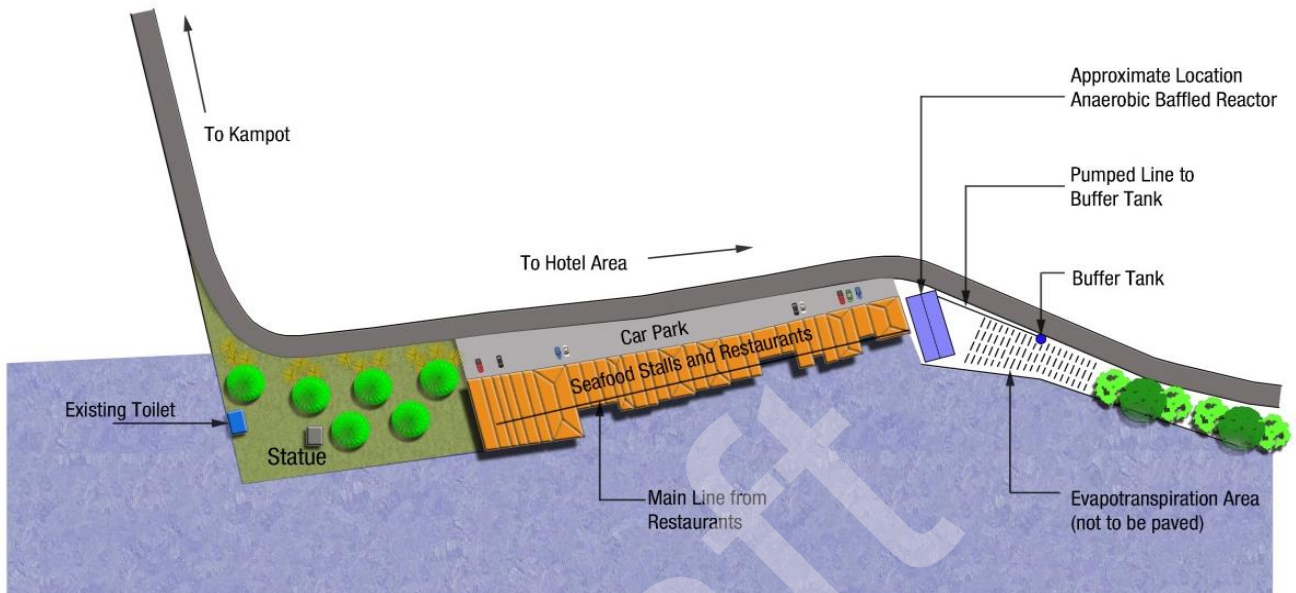 Approximate Location
Anaerobic Baffled Reactor
To Kampot
Pumped Line to
Buffer Tank
To Hotel Area
Buffer Tank
Car Park
Seafood Stalls and Restaurants
Existing Toilet
Statue
Main Line from
Restaurants
Evapotranspiration Area
(not to be paved)